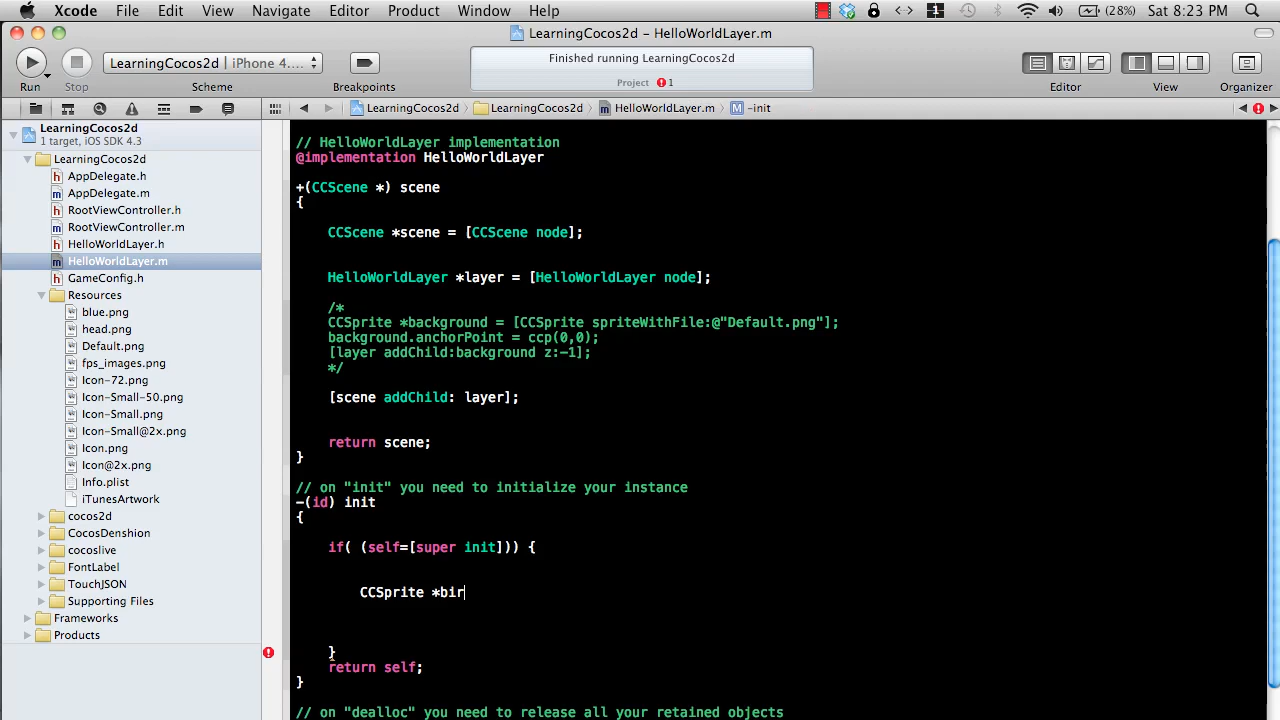 Xcode File Edit View Navigate Editor Product Window Help 1 (28%) Sat 8:23 PM
LearningCocos2d – HelloWorldLayer.m
LearningCocos2d | iPhone 4....
Finished running LearningCocos2d
Project 1
Run Stop Scheme Breakpoints Editor View Organizer
LearningCocos2d LearningCocos2d HelloWorldLayer.m -init
LearningCocos2d
1 target, iOS SDK 4.3
LearningCocos2d
AppDelegate.h
AppDelegate.m
RootViewController.h
RootViewController.m
HelloWorldLayer.h
HelloWorldLayer.m
GameConfig.h
Resources
blue.png
head.png
Default.png
fps_images.png
Icon-72.png
Icon-Small-50.png
Icon-Small.png
Icon-Small@2x.png
Icon.png
Icon@2x.png
Info.plist
iTunesArtwork
cocos2d
CocosDenshion
cocoslive
FontLabel
TouchJSON
Supporting Files
Frameworks
Products
// HelloWorldLayer implementation
@implementation HelloWorldLayer
+(CCScene *) scene
{
CCScene *scene = [CCScene node];
HelloWorldLayer *layer = [HelloWorldLayer node];
/*
CCSprite *background = [CCSprite spriteWithFile:@"Default.png"];
background.anchorPoint = ccp(0,0);
[layer addChild:background z:-1];
*/
[scene addChild: layer];
return scene;
}
// on "init" you need to initialize your instance
-(id) init
{
if( (self=[super init])) {
CCSprite *bir
}
return self;
}
// on "dealloc" you need to release all your retained objects